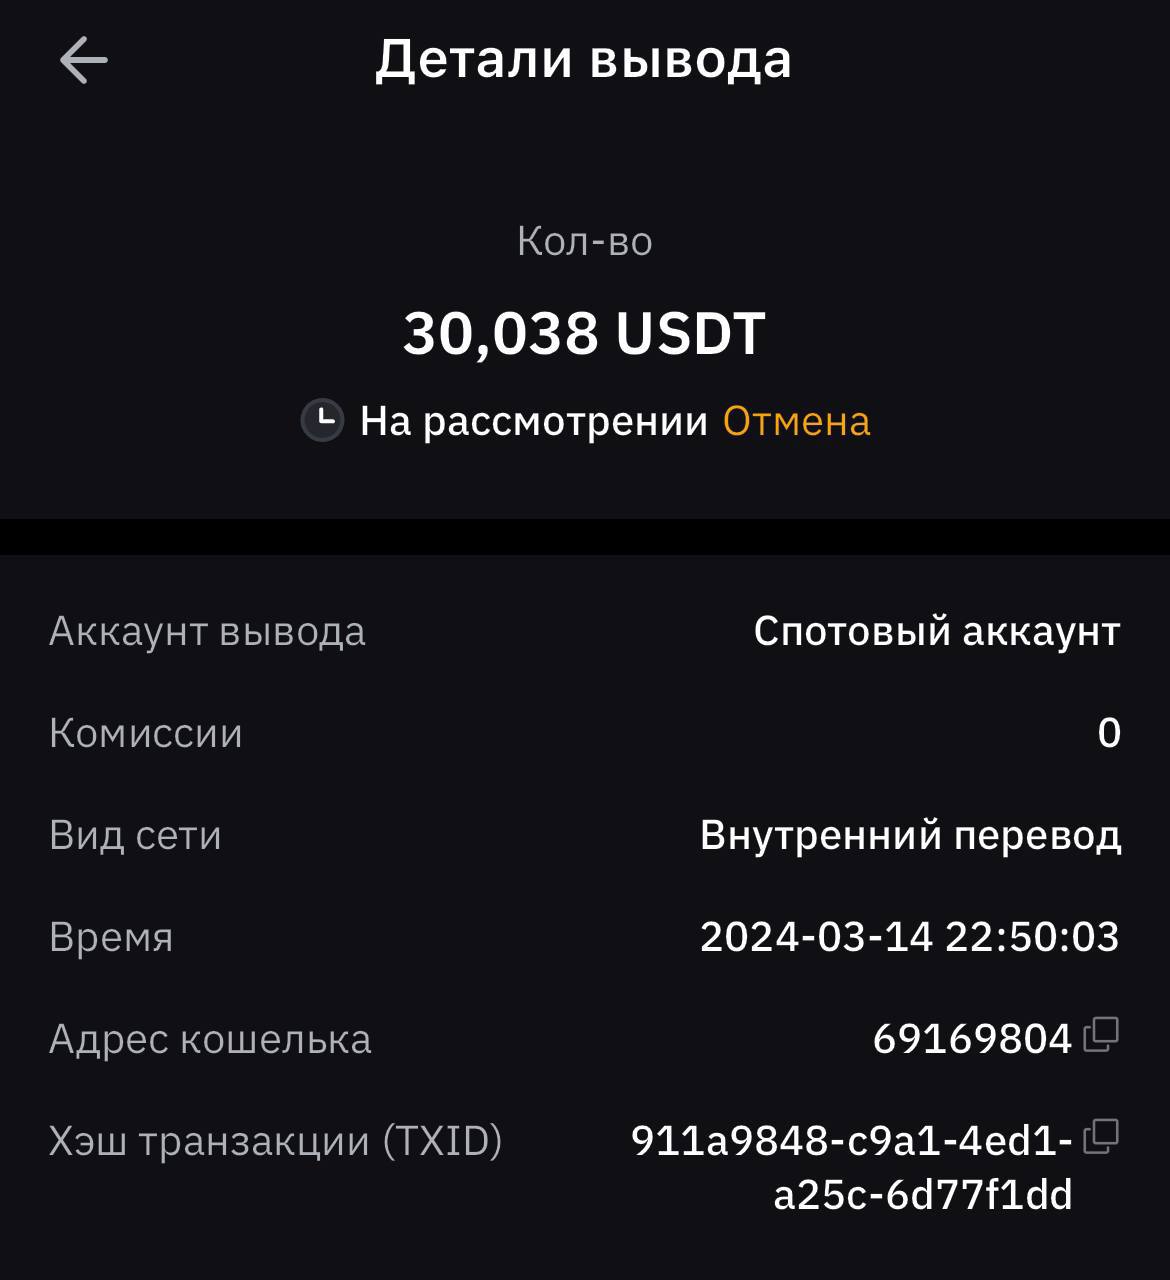 Детали вывода
Кол-во
30,038 USDT
На рассмотрении Отмена
Аккаунт вывода Спотовый аккаунт
Комиссии 0
Вид сети Внутренний перевод
Время 2024-03-14 22:50:03
Адрес кошелька 69169804
Хэш транзакции (TXID) 911a9848-c9a1-4ed1-
a25c-6d77f1dd